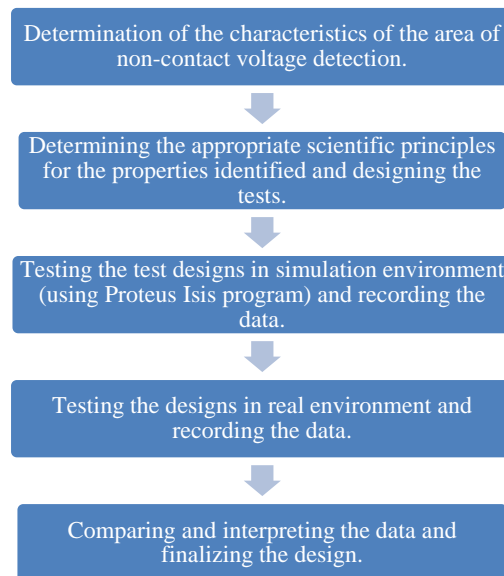 Determination of the characteristics of the area of
non-contact voltage detection.
Determining the appropriate scientific principles
for the properties identified and designing the
tests.
Testing the test designs in simulation environment
(using Proteus Isis program) and recording the
data.
Testing the designs in real environment and
recording the data.
Comparing and interpreting the data and
finalizing the design.